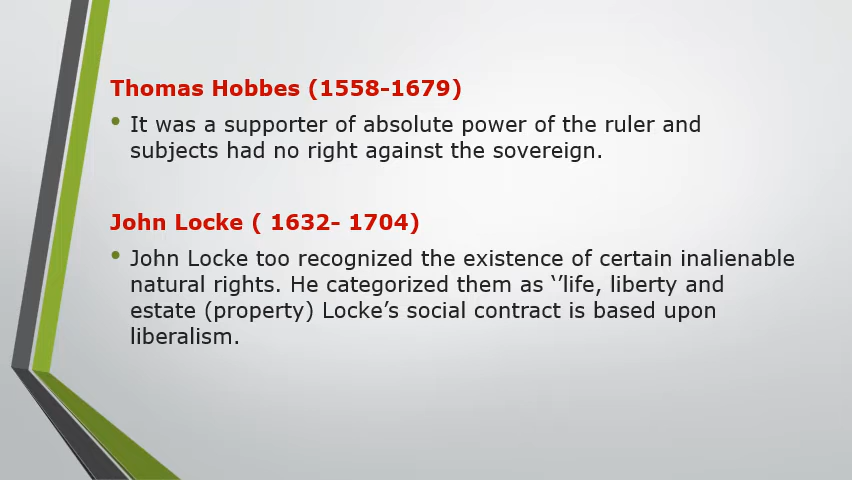 Thomas Hobbes (1558-1679)
• It was a supporter of absolute power of the ruler and
subjects had no right against the sovereign.
John Locke ( 1632- 1704)
• John Locke too recognized the existence of certain inalienable
natural rights. He categorized them as ‘’life, liberty and
estate (property) Locke’s social contract is based upon
liberalism.